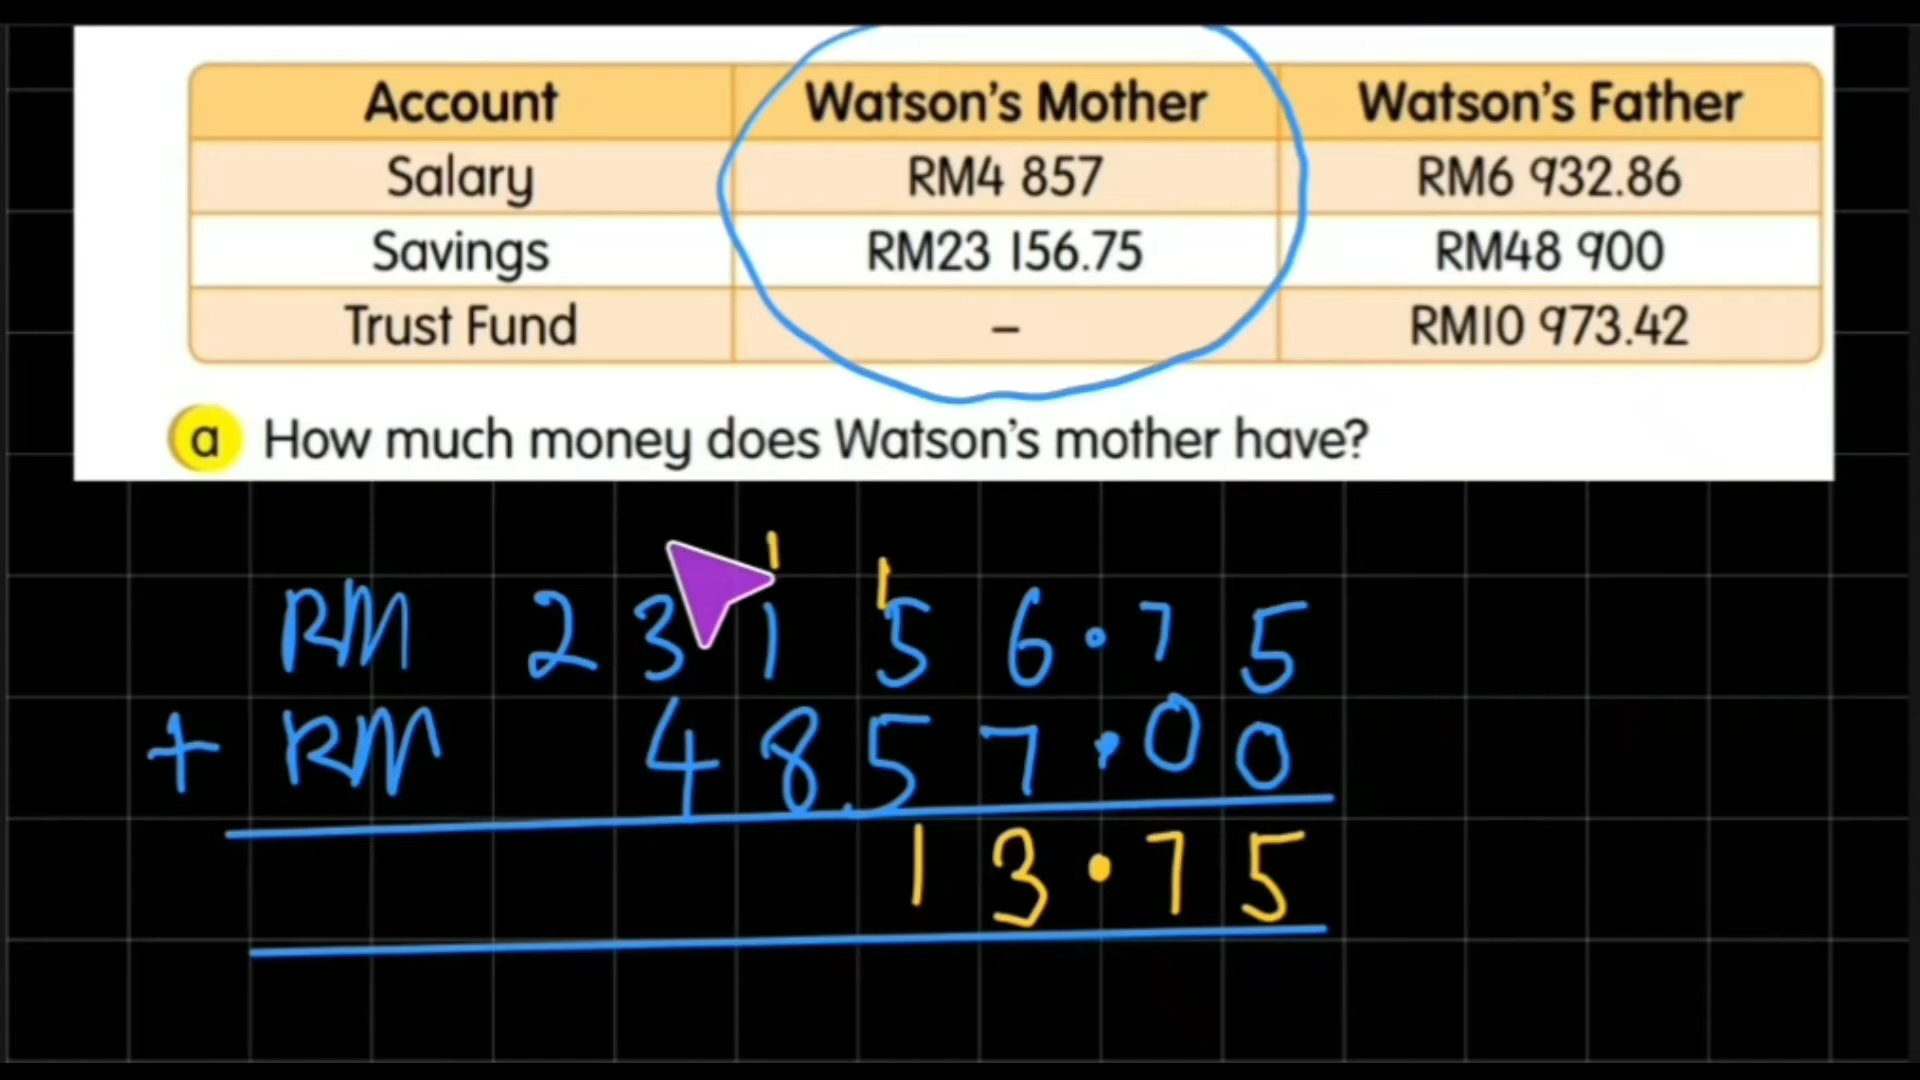 Account Watson's Mother Watson's Father
Salary RM4 857 RM6 932.86
Savings RM23 156.75 RM48 900
Trust Fund – RM10 973.42
a How much money does Watson's mother have?
1 1
RM 2 3 1 5 6 . 7 5
+ RM 4 8 5 7 . 0 0
1 3 . 7 5